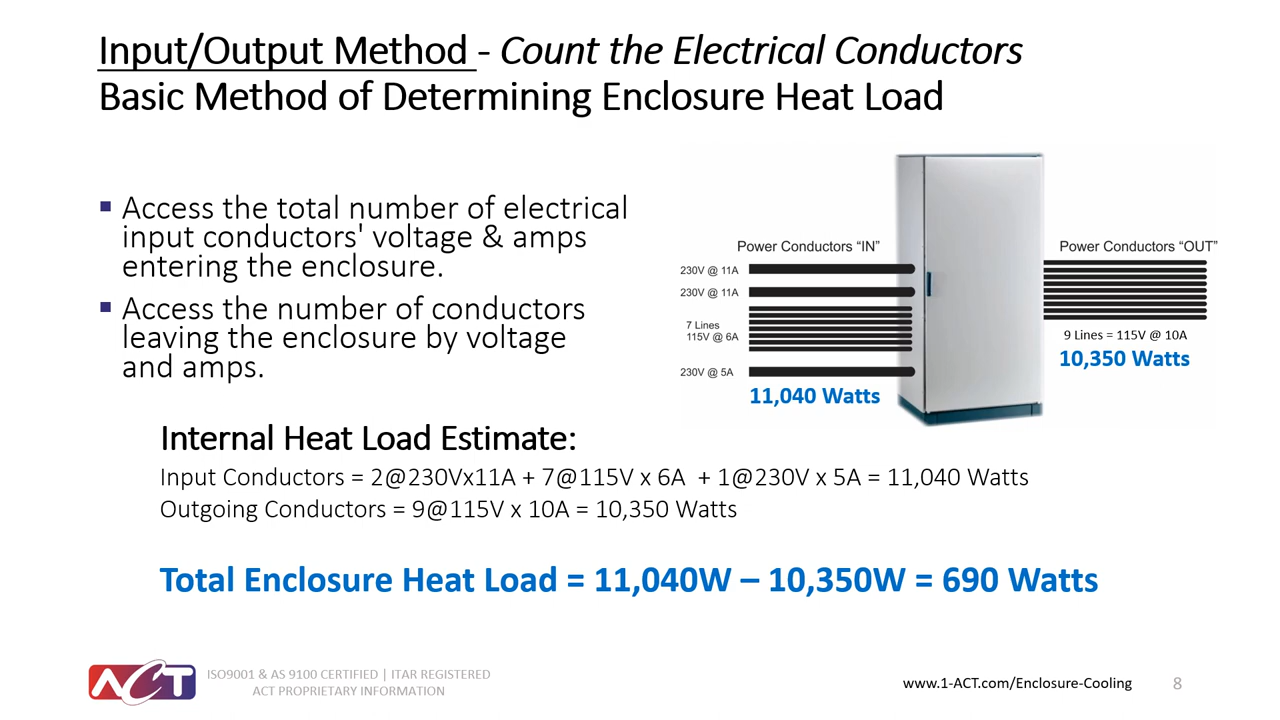 Input/Output Method - Count the Electrical Conductors
Basic Method of Determining Enclosure Heat Load
Access the total number of electrical
input conductors' voltage & amps
entering the enclosure.
Access the number of conductors
leaving the enclosure by voltage
and amps.
Power Conductors “IN”
230V @ 11A
230V @ 11A
7 Lines
115V @ 6A
230V @ 5A
11,040 Watts
Power Conductors “OUT”
9 Lines = 115V @ 10A
10,350 Watts
Internal Heat Load Estimate:
Input Conductors = 2@230Vx11A + 7@115V x 6A + 1@230V x 5A = 11,040 Watts
Outgoing Conductors = 9@115V x 10A = 10,350 Watts
Total Enclosure Heat Load = 11,040W – 10,350W = 690 Watts
ACT
ISO9001 & AS 9100 CERTIFIED | ITAR REGISTERED
ACT PROPRIETARY INFORMATION
www.1-ACT.com/Enclosure-Cooling
8